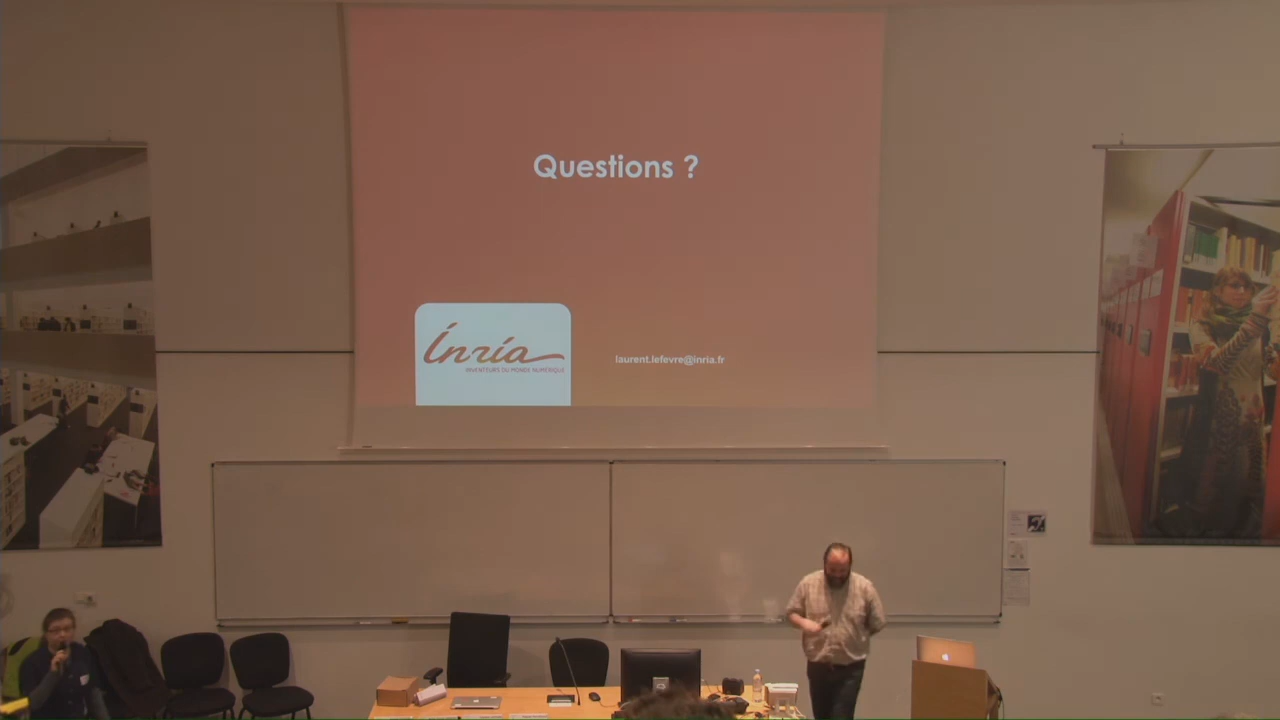 Questions ?
inria
INVENTEURS DU MONDE NUMÉRIQUE
laurent.lefevre@inria.fr